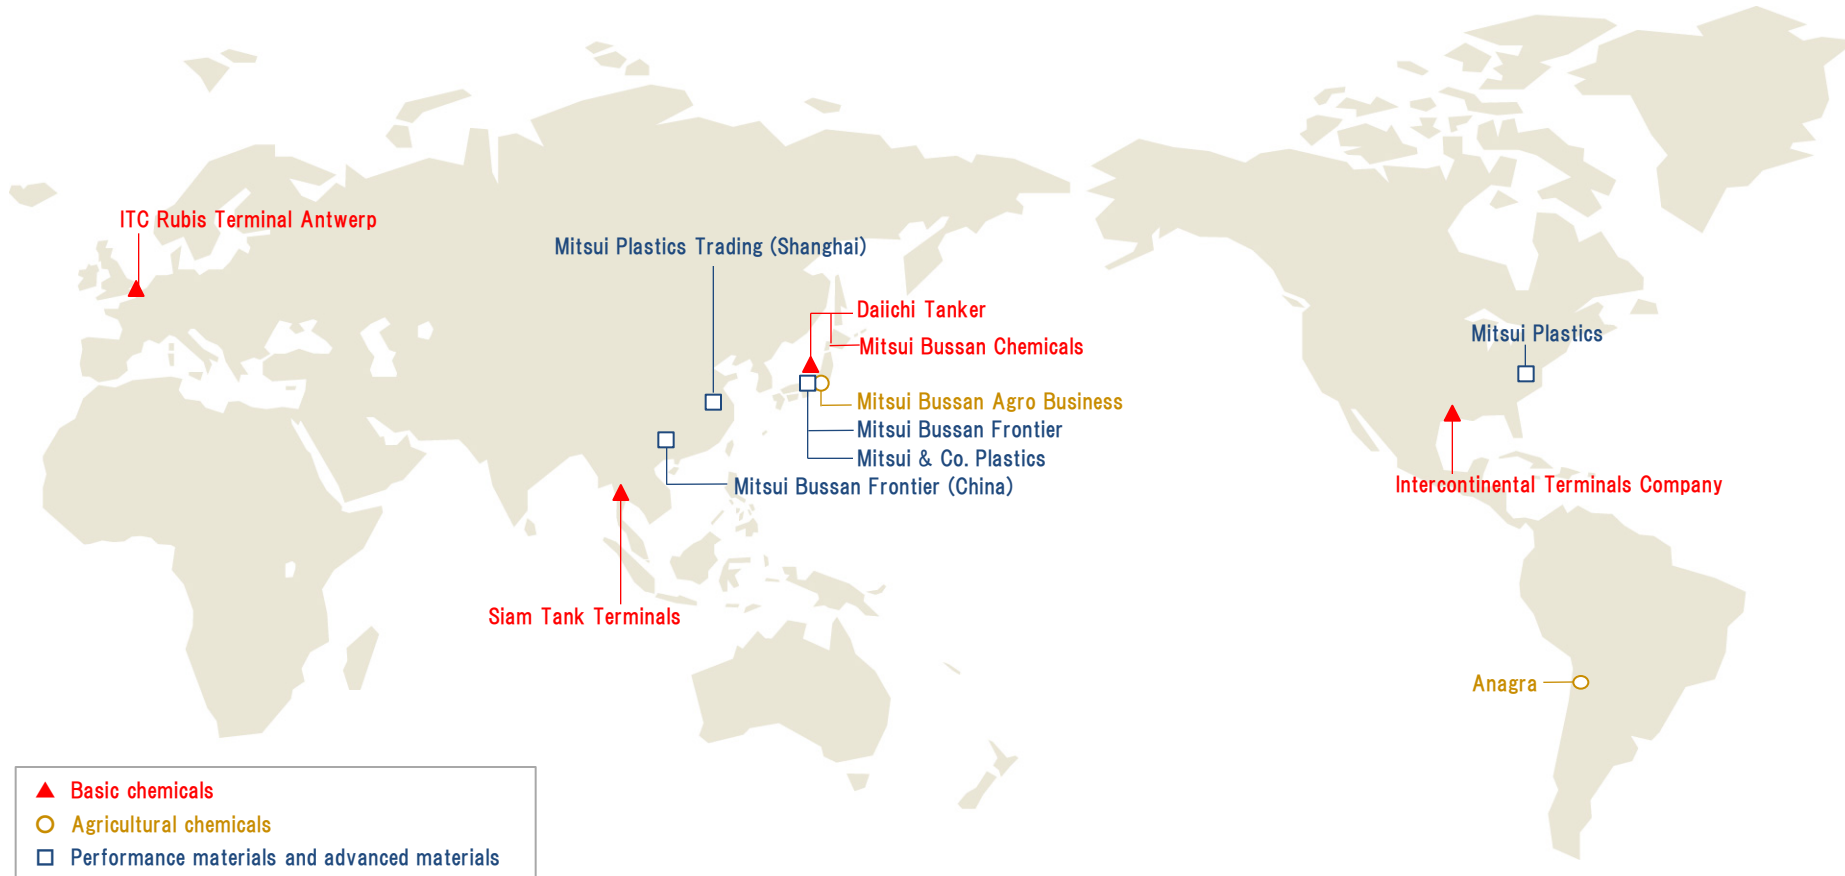 ITC Rubis Terminal Antwerp
Mitsui Plastics Trading (Shanghai)
Daiichi Tanker
Mitsui Bussan Chemicals
Mitsui Plastics
Mitsui Bussan Agro Business
Mitsui Bussan Frontier
Mitsui & Co. Plastics
Mitsui Bussan Frontier (China)
Intercontinental Terminals Company
Siam Tank Terminals
Anagra
Basic chemicals
Agricultural chemicals
Performance materials and advanced materials